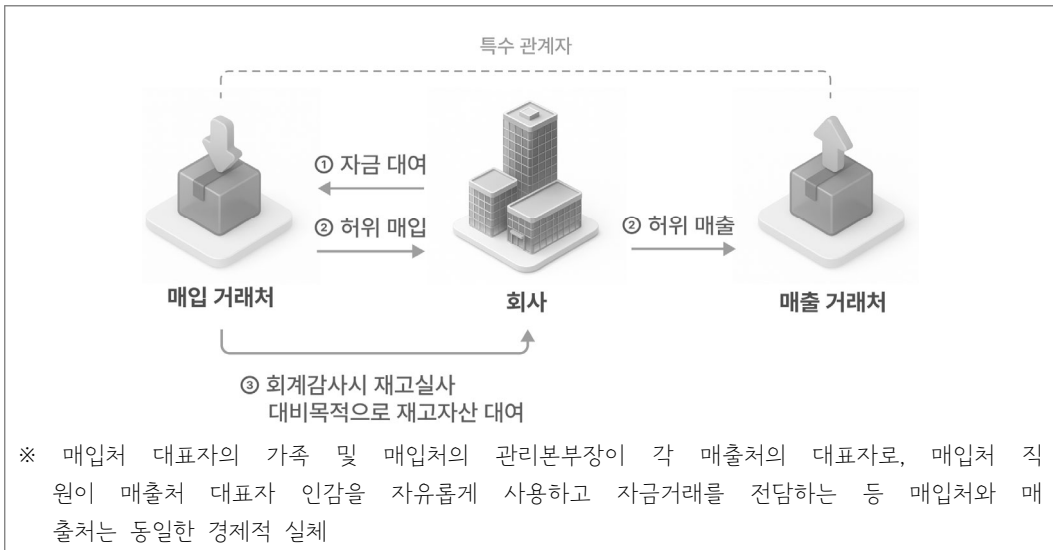 특수 관계자
① 자금 대여
② 허위 매입
② 허위 매출
매입 거래처
회사
매출 거래처
③ 회계감사시 재고실사
대비목적으로 재고자산 대여
※ 매입처 대표자의 가족 및 매입처의 관리본부장이 각 매출처의 대표자로, 매입처 직
원이 매출처 대표자 인감을 자유롭게 사용하고 자금거래를 전담하는 등 매입처와 매
출처는 동일한 경제적 실체